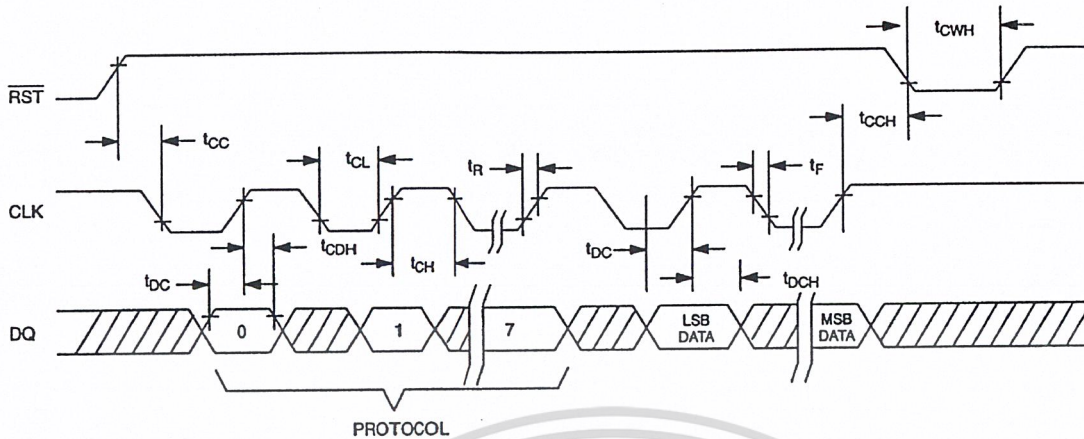 tCWH
RST
tCC
tCCH
tCL
tR
tF
CLK
tDC
tCDH
tCH
tDC
tDCH
DQ
0
1
7
LSB
DATA
MSB
DATA
PROTOCOL